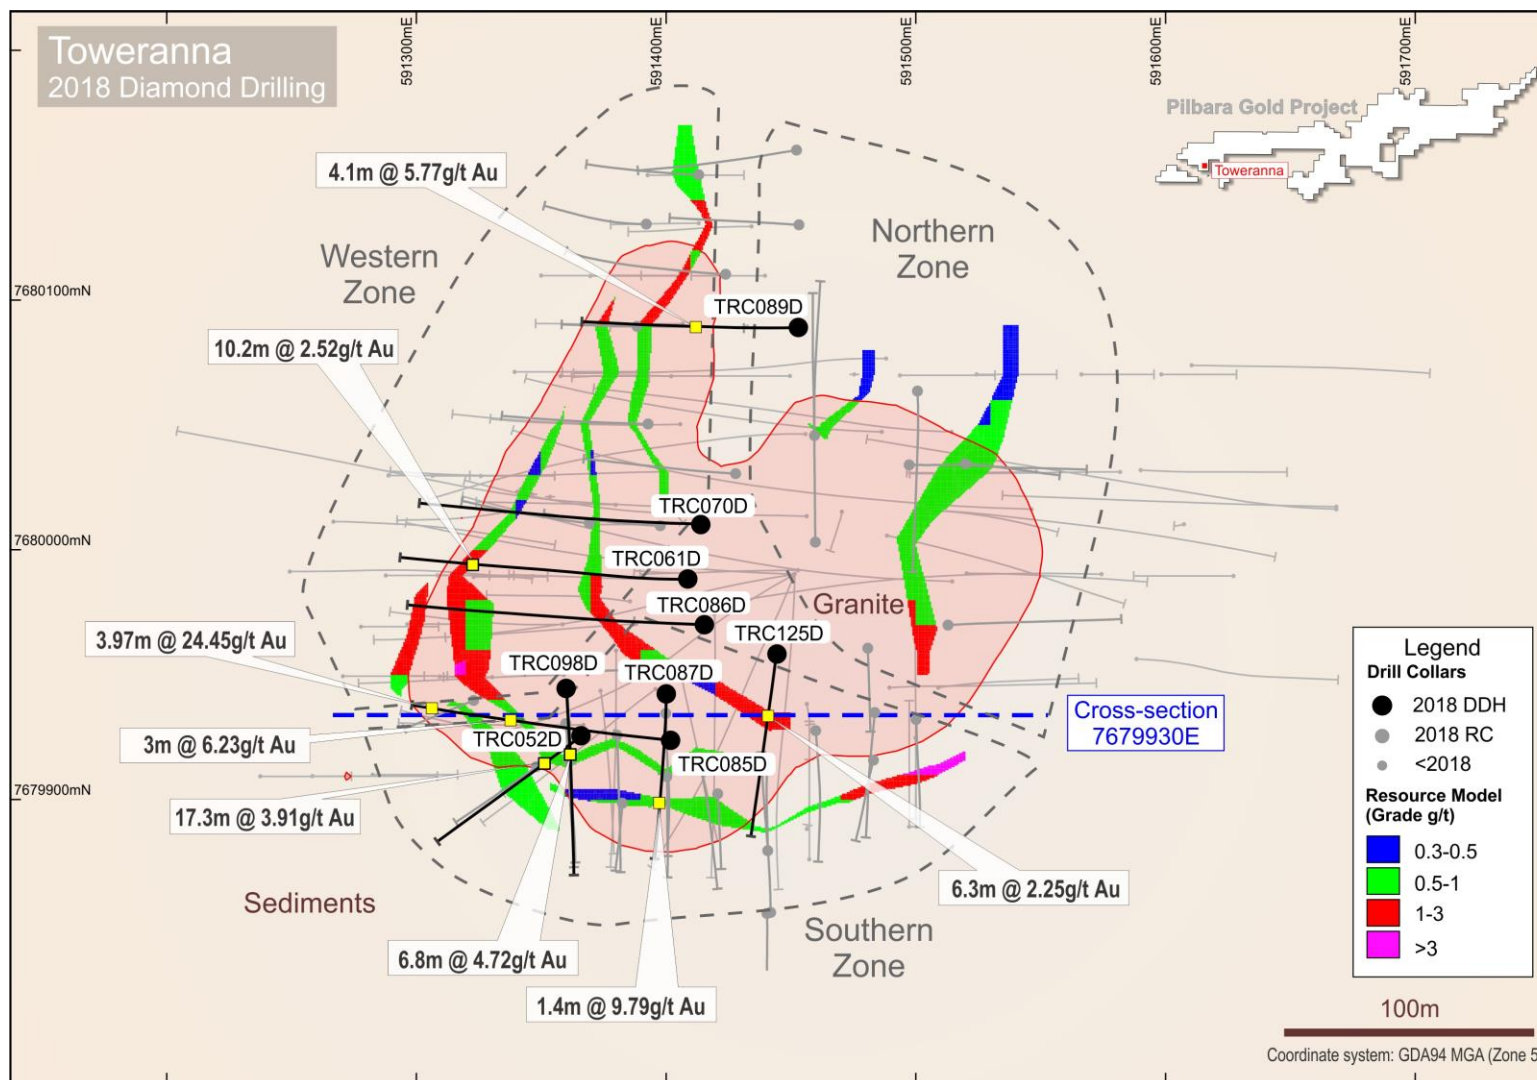 Toweranna
2018 Diamond Drilling
591300mE
591400mE
591500mE
591600mE
591700mE
Pilbara Gold Project
Toweranna
4.1m @ 5.77g/t Au
Western
Zone
Northern
Zone
7680100mN
TRC089D
10.2m @ 2.52g/t Au
TRC070D
7680000mN
TRC061D
TRC086D
Granite
3.97m @ 24.45g/t Au
TRC125D
TRC098D
TRC087D
Cross-section
7679930E
3m @ 6.23g/t Au
TRC052D
TRC085D
7679900mN
17.3m @ 3.91g/t Au
6.3m @ 2.25g/t Au
Sediments
Southern
Zone
6.8m @ 4.72g/t Au
1.4m @ 9.79g/t Au
Legend
Drill Collars
2018 DDH
2018 RC
<2018
Resource Model
(Grade g/t)
0.3-0.5
0.5-1
1-3
>3
100m
Coordinate system: GDA94 MGA (Zone 5